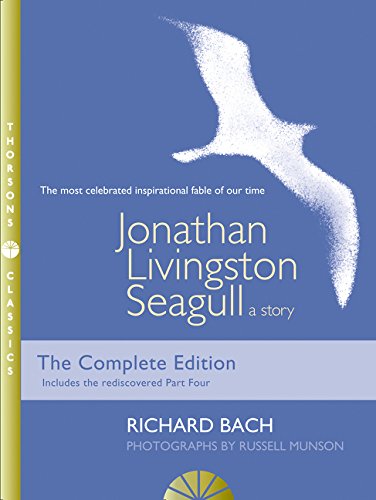 THORSONS
CLASSICS
The most celebrated inspirational fable of our time
Jonathan
Livingston
Seagull a story
The Complete Edition
Includes the rediscovered Part Four
RICHARD BACH
PHOTOGRAPHS BY RUSSELL MUNSON